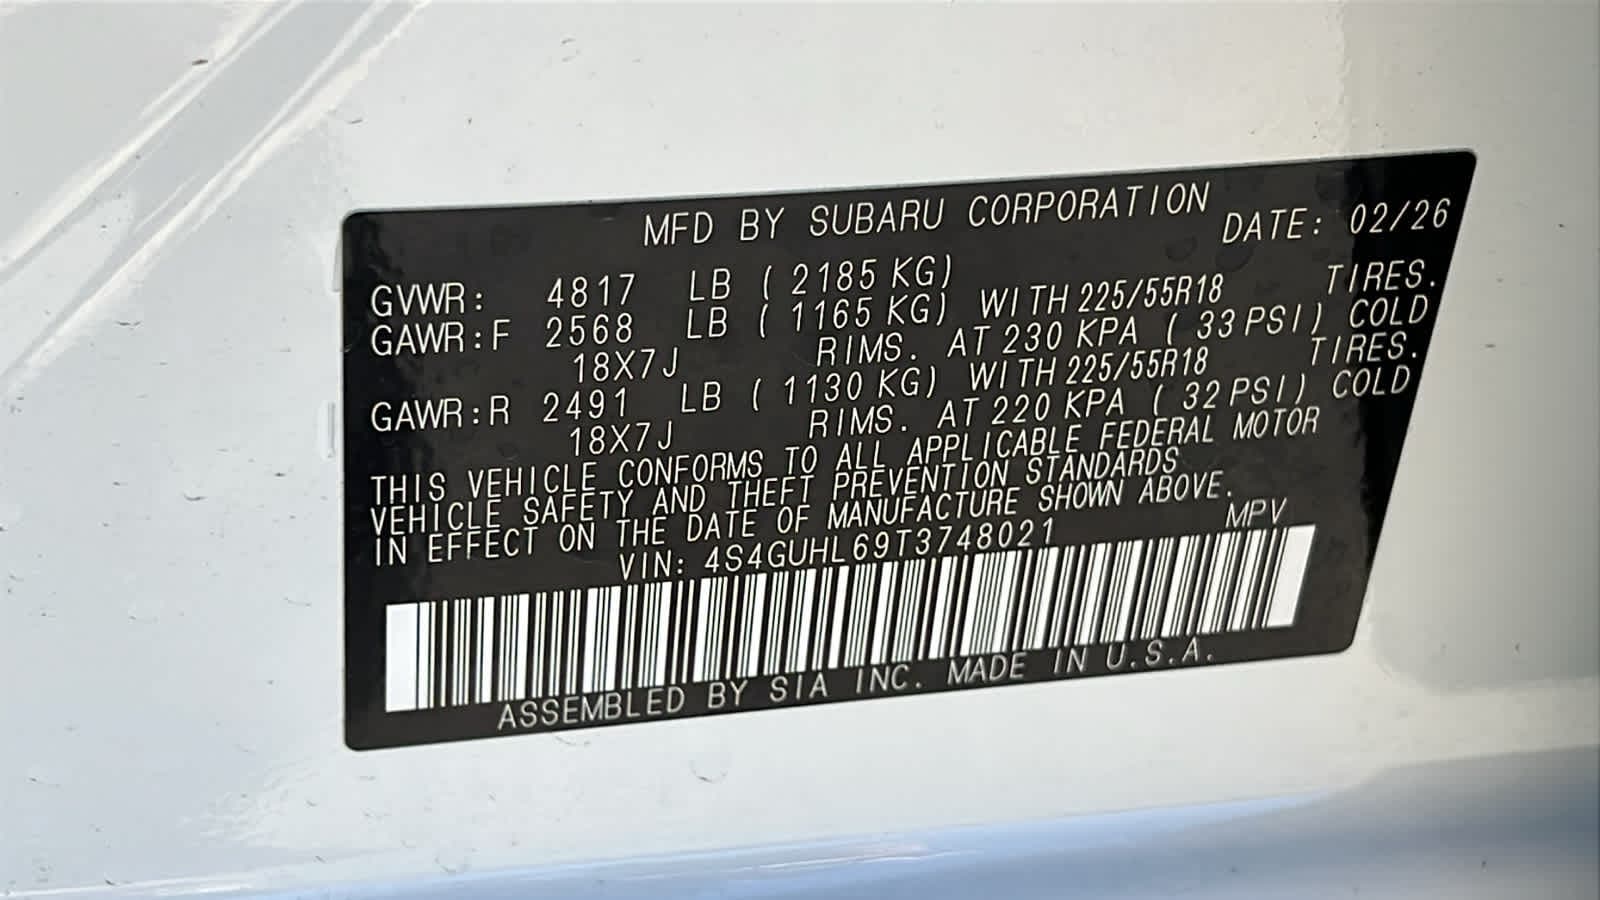 MFD BY SUBARU CORPORATION DATE: 02/26
GVWR: 4817 LB ( 2185 KG)
GAWR:F 2568 LB ( 1165 KG) WITH 225/55R18 TIRES.
18X7J RIMS. AT 230 KPA ( 33 PSI) COLD
GAWR:R 2491 LB ( 1130 KG) WITH 225/55R18 TIRES.
18X7J RIMS. AT 220 KPA ( 32 PSI) COLD
THIS VEHICLE CONFORMS TO ALL APPLICABLE FEDERAL MOTOR
VEHICLE SAFETY AND THEFT PREVENTION STANDARDS
IN EFFECT ON THE DATE OF MANUFACTURE SHOWN ABOVE.
VIN: 4S4GUHL69T3748021 MPV
ASSEMBLED BY SIA INC. MADE IN U.S.A.